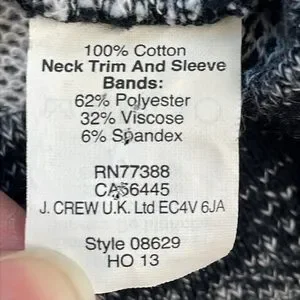 100% Cotton
Neck Trim And Sleeve
Bands:
62% Polyester
32% Viscose
6% Spandex
RN77388
CA56445
J. CREW U.K. Ltd EC4V 6JA
Style 08629
HO 13